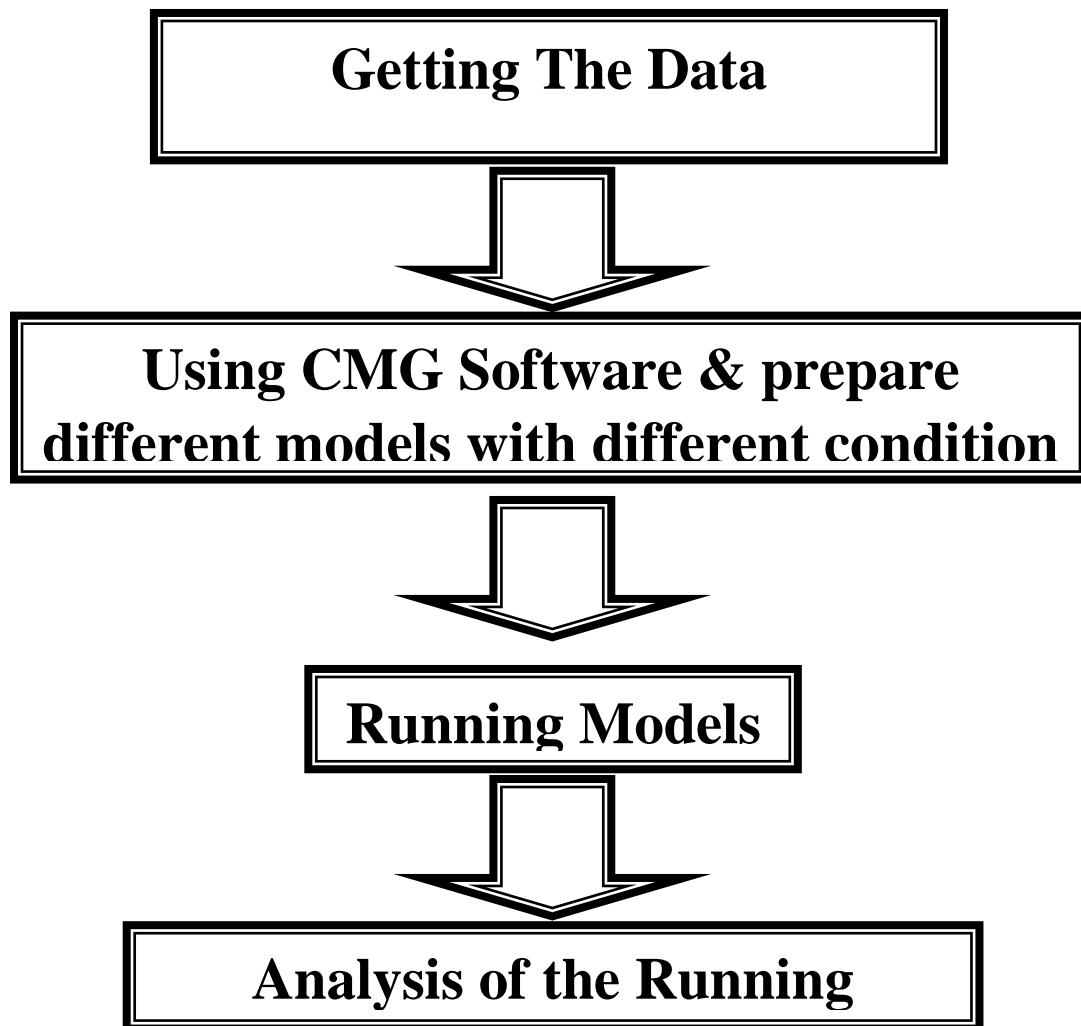 Getting The Data
Using CMG Software & prepare
different models with different condition
Running Models
Analysis of the Running